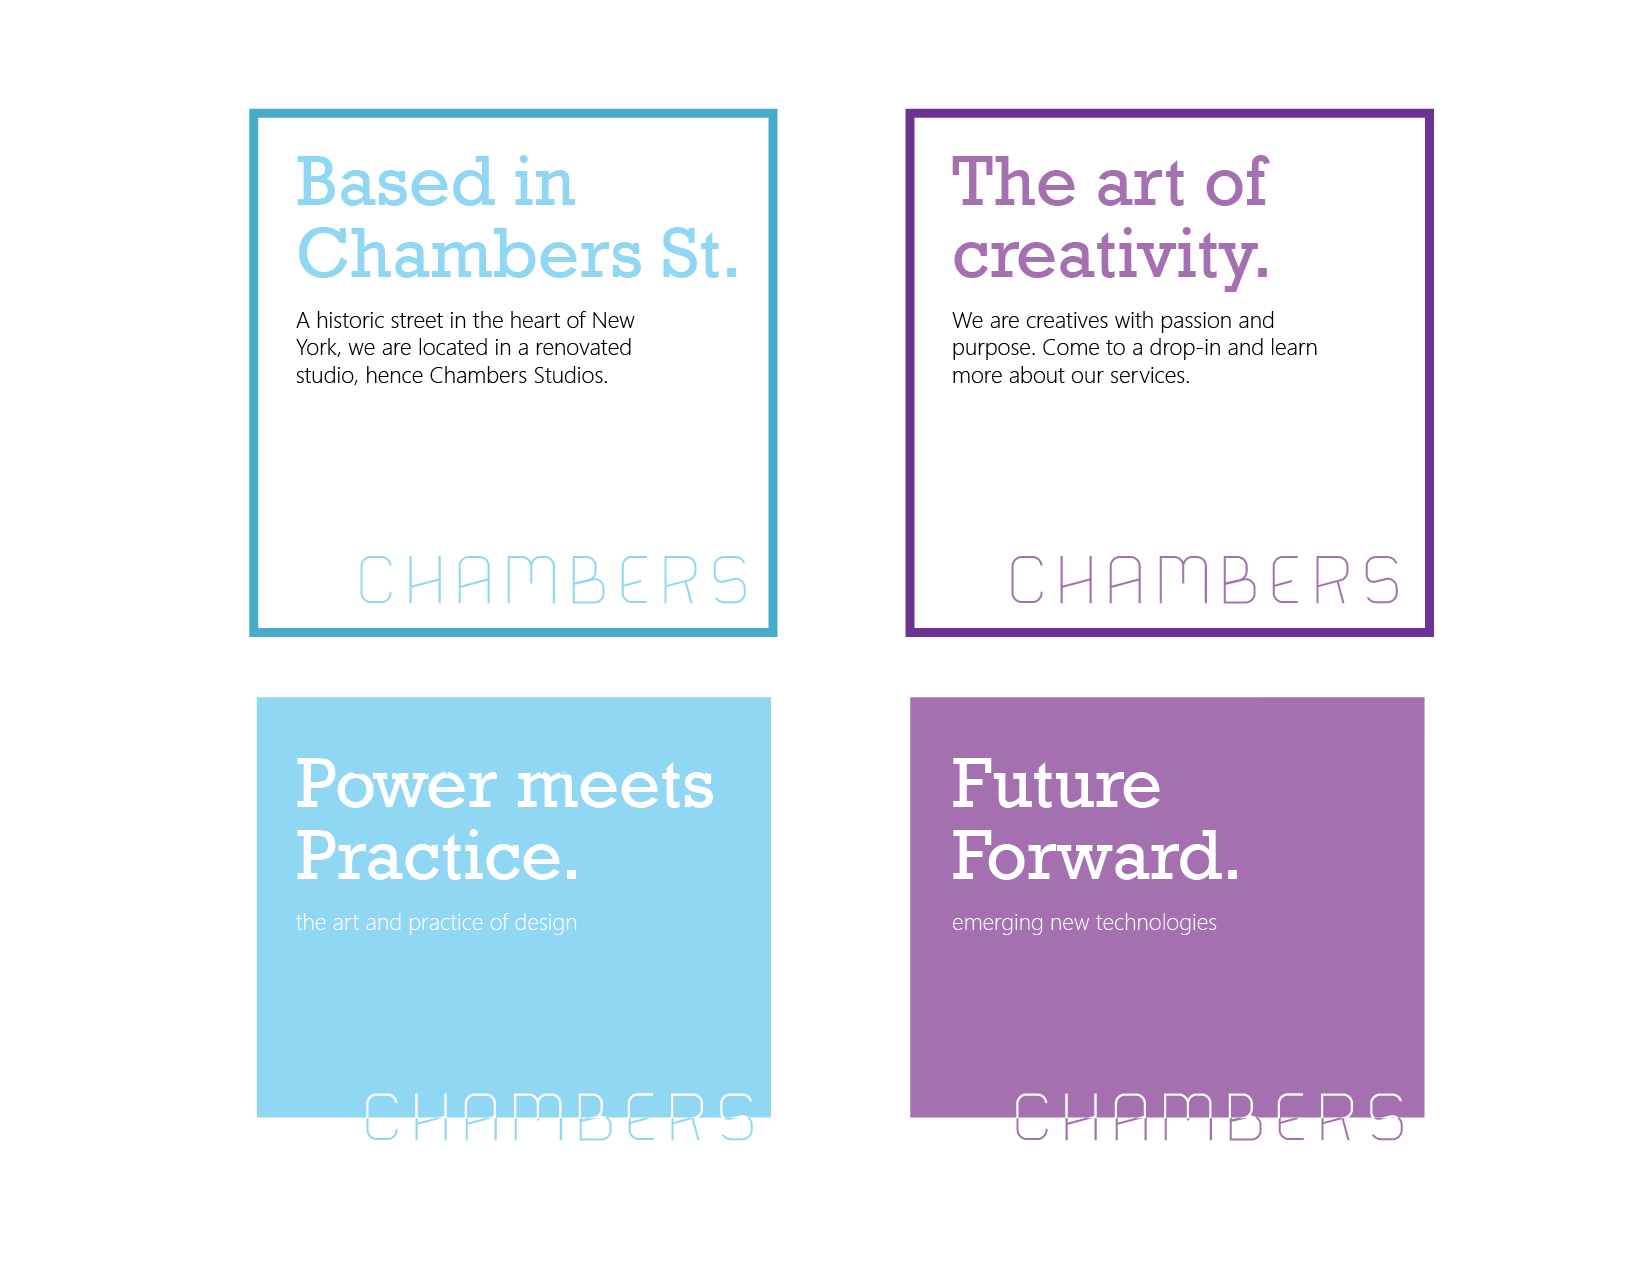 Based in
Chambers St.
A historic street in the heart of New
York, we are located in a renovated
studio, hence Chambers Studios.
CHAMBERS
The art of
creativity.
We are creatives with passion and
purpose. Come to a drop-in and learn
more about our services.
CHAMBERS
Power meets
Practice.
the art and practice of design
CHAMBERS
Future
Forward.
emerging new technologies
CHAMBERS